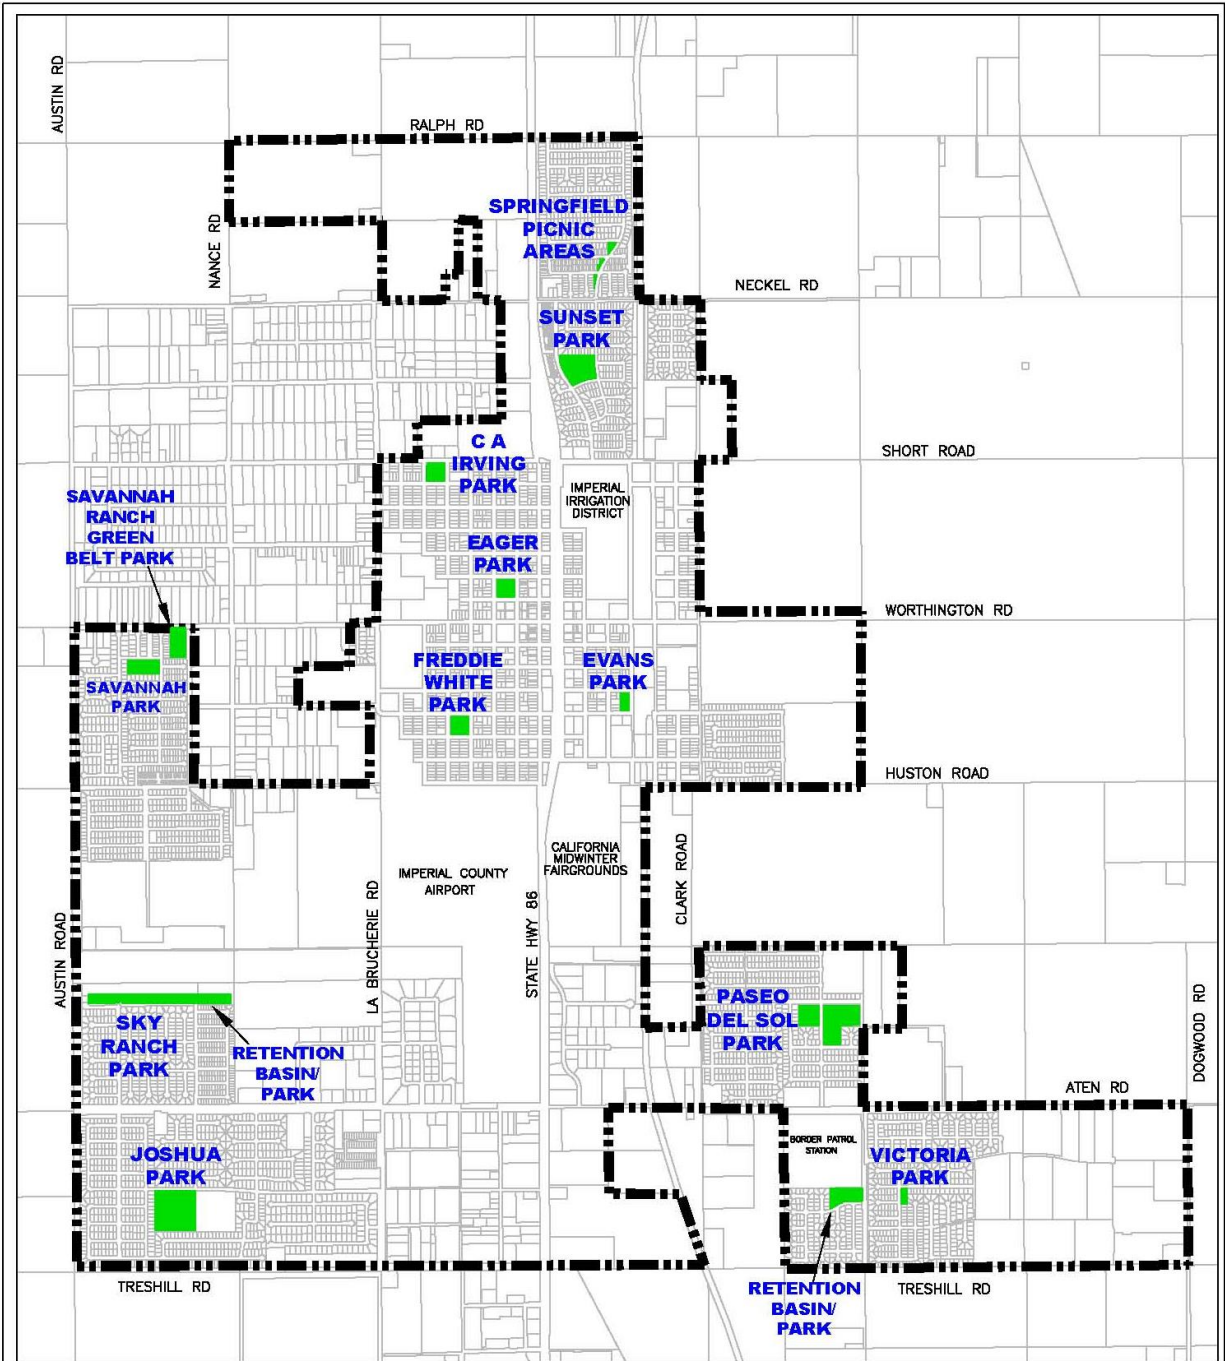 AUSTIN RD
RALPH RD
NANCE RD
SPRINGFIELD
PICNIC
AREAS
NECKEL RD
SUNSET
PARK
C A
IRVING
PARK
SHORT ROAD
IMPERIAL
IRRIGATION
DISTRICT
SAVANNAH
RANCH
GREEN
BELT PARK
EAGER
PARK
WORTHINGTON RD
FREDDIE
WHITE
PARK
EVANS
PARK
SAVANNAH
PARK
HUSTON ROAD
CALIFORNIA
MIDWINTER
FAIRGROUNDS
IMPERIAL COUNTY
AIRPORT
CLARK ROAD
AUSTIN ROAD
LA BRUCHERIE RD
STATE HWY 86
PASEO
DEL SOL
PARK
DOGWOOD RD
SKY
RANCH
PARK
RETENTION
BASIN/
PARK
ATEN RD
BORDER PATROL
STATION
JOSHUA
PARK
VICTORIA
PARK
TRESHILL RD
RETENTION
BASIN/
PARK
TRESHILL RD